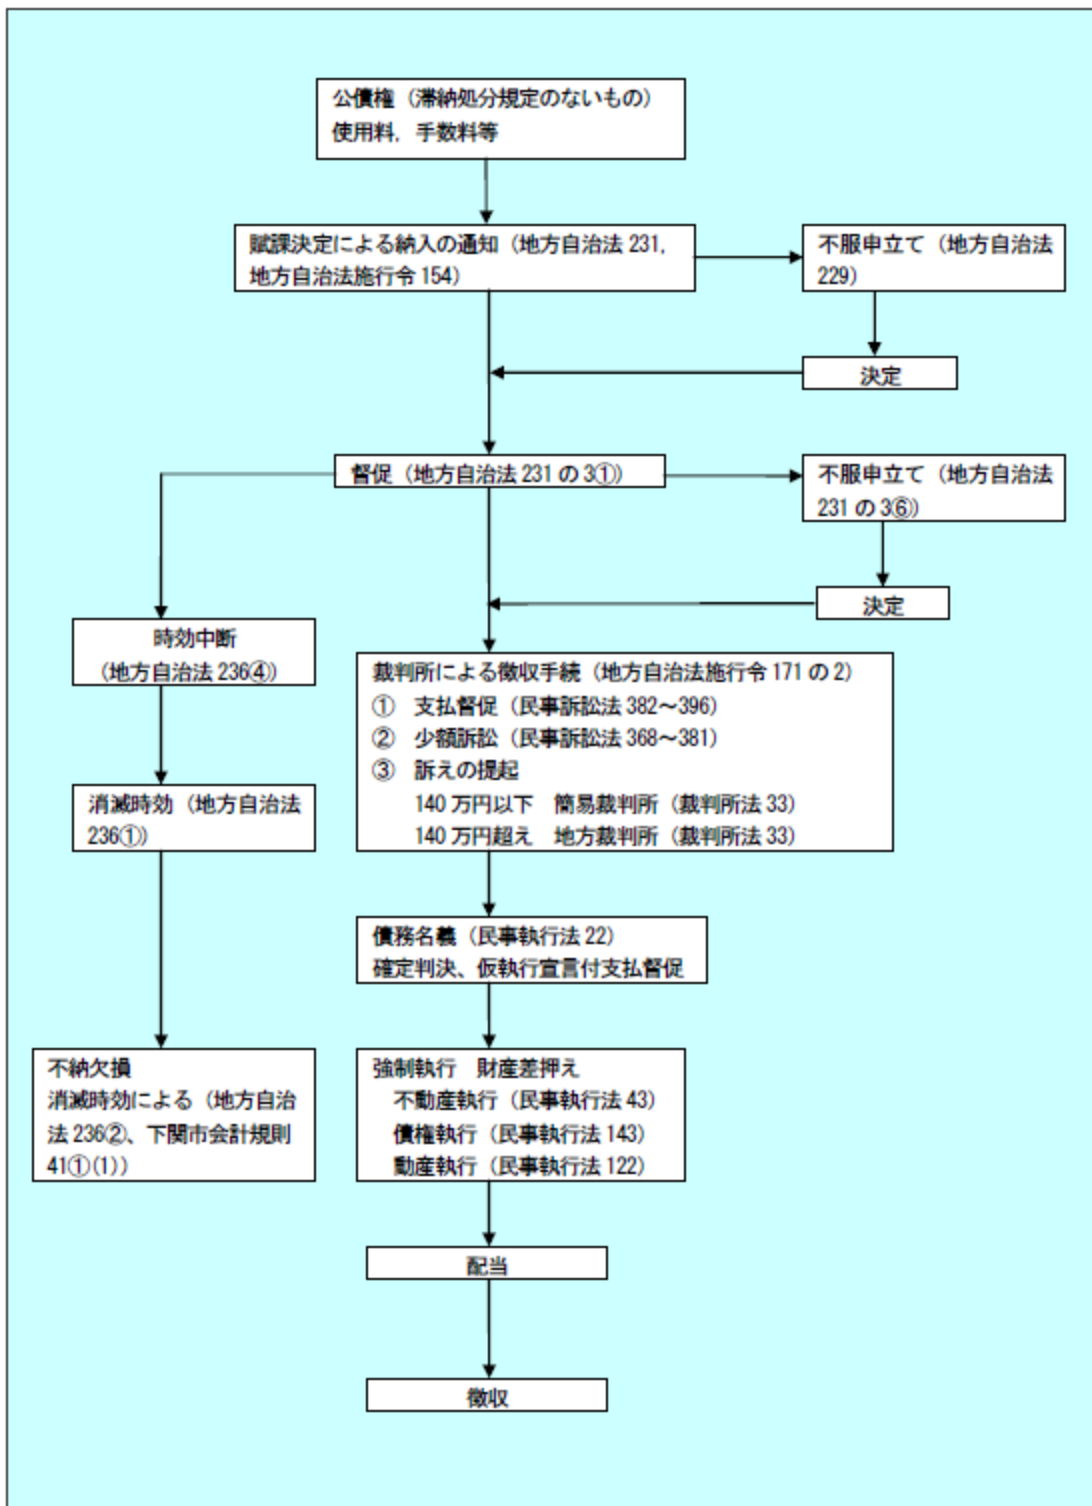 公債権（滞納処分規定のないもの）
使用料，手数料等
賦課決定による納入の通知（地方自治法 231，
地方自治法施行令 154）
不服申立て（地方自治法
229）
決定
督促（地方自治法 231 の 3①）
不服申立て（地方自治法
231 の 3⑥）
決定
時効中断
（地方自治法 236④）
裁判所による徴収手続（地方自治法施行令 171 の 2）
①　支払督促（民事訴訟法 382～396）
②　少額訴訟（民事訴訟法 368～381）
③　訴えの提起
140 万円以下　簡易裁判所（裁判所法 33）
140 万円超え　地方裁判所（裁判所法 33）
消滅時効（地方自治法
236①）
債務名義（民事執行法 22）
確定判決、仮執行宣言付支払督促
不納欠損
消滅時効による（地方自治
法 236②、下関市会計規則
41①(1)）
強制執行　財産差押え
不動産執行（民事執行法 43）
債権執行（民事執行法 143）
動産執行（民事執行法 122）
配当
徴収